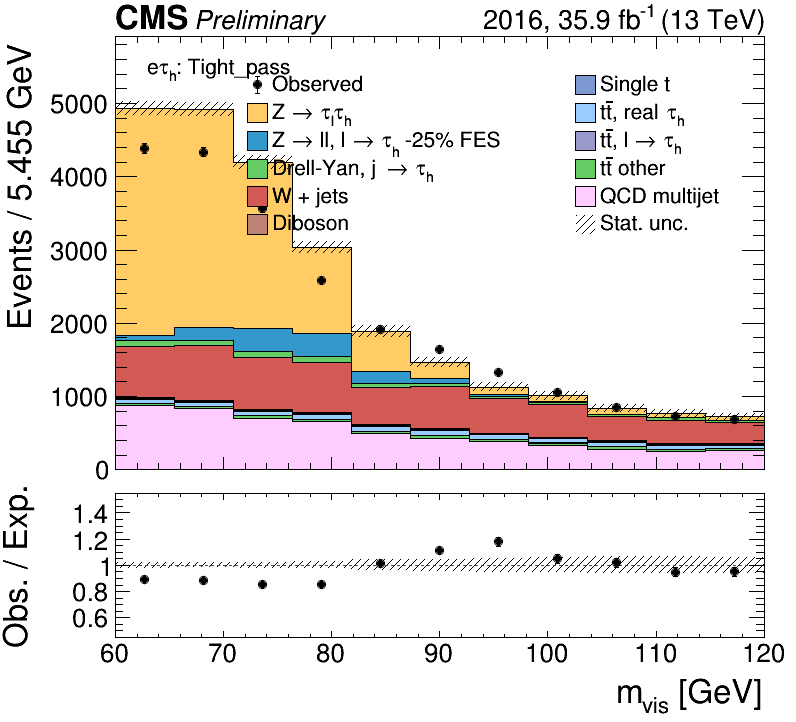 CMS Preliminary 2016, 35.9 fb⁻¹ (13 TeV)
eτₕ: Tight_pass
Observed
Z → τₗτₕ
Z → ll, l → τₕ -25% FES
Drell-Yan, j → τₕ
W + jets
Diboson
Single t
tt̄, real τₕ
tt̄, l → τₕ
tt̄ other
QCD multijet
Stat. unc.
Events / 5.455 GeV
5000
4000
3000
2000
1000
0
Obs. / Exp.
1.4
1.2
1
0.8
0.6
60 70 80 90 100 110 120
m_vis [GeV]